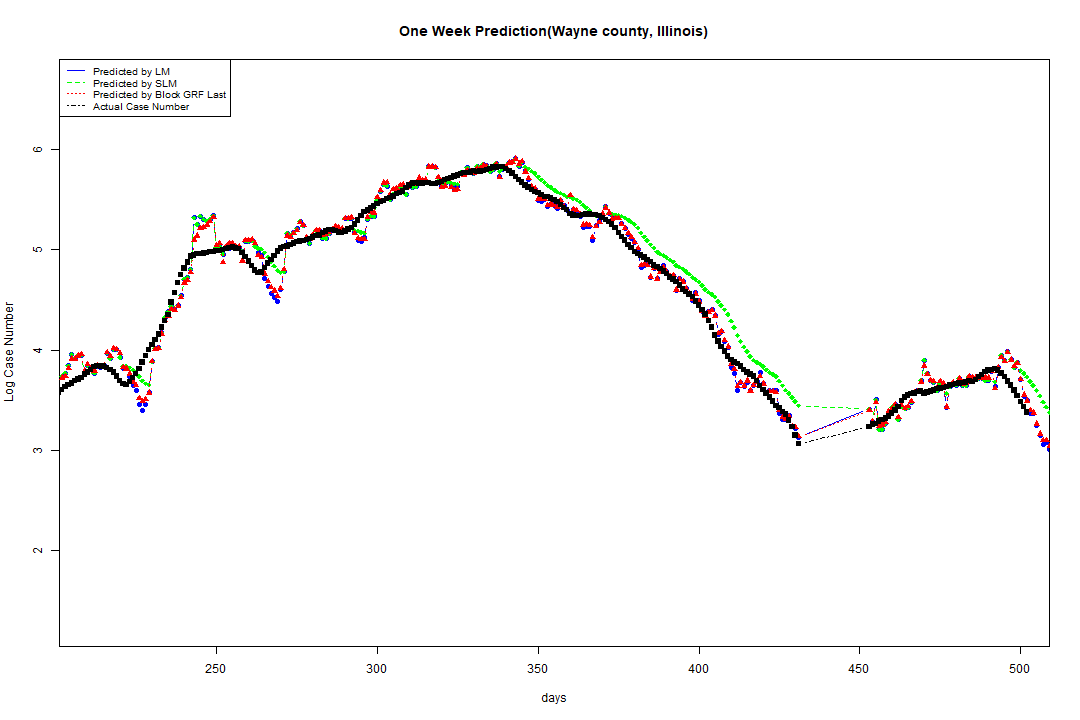 One Week Prediction(Wayne county, Illinois)
Predicted by LM
Predicted by SLM
Predicted by Block GRF Last
Actual Case Number
6
5
4
3
2
Log Case Number
250 300 350 400 450 500
days